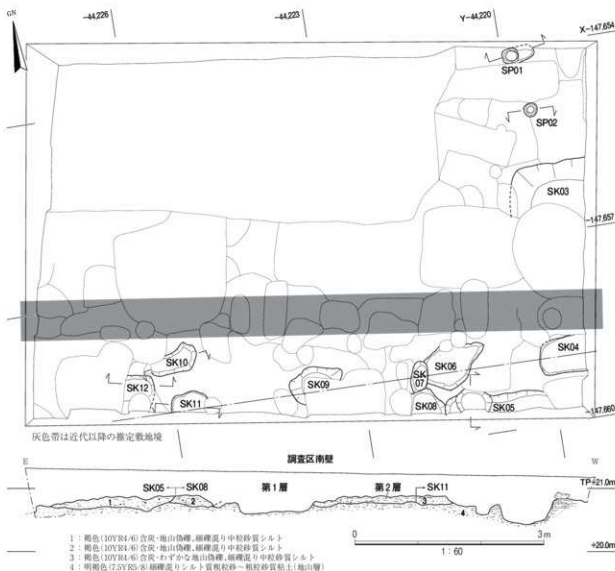 GN
-44,226
-44,223
Y-44,220
X-147,654
SP01
SP02
SK03
-147,657
SK10
SK12
SK11
SK09
SK
07
SK06
SK08
SK05
SK04
-147,660
灰色帯は近代以降の推定敷地境
調査区南壁
E
W
SK05
SK08
第1層
第2層
SK11
TP+21.0m
1
2
3
4
+20.0m
1:褐色(10YR4/6)含炭・地山偽礫、細礫混り中粒砂質シルト
2:褐色(10YR4/6)含炭・地山偽礫、細礫混り中粒砂質シルト
3:褐色(10YR4/6)含炭・わずかな地山偽礫、細礫混り中粒砂質シルト
4:明褐色(7.5YR5/8)細礫混りシルト質粗粒砂~粗粒砂質粘土(地山層)
0
3m
1:60